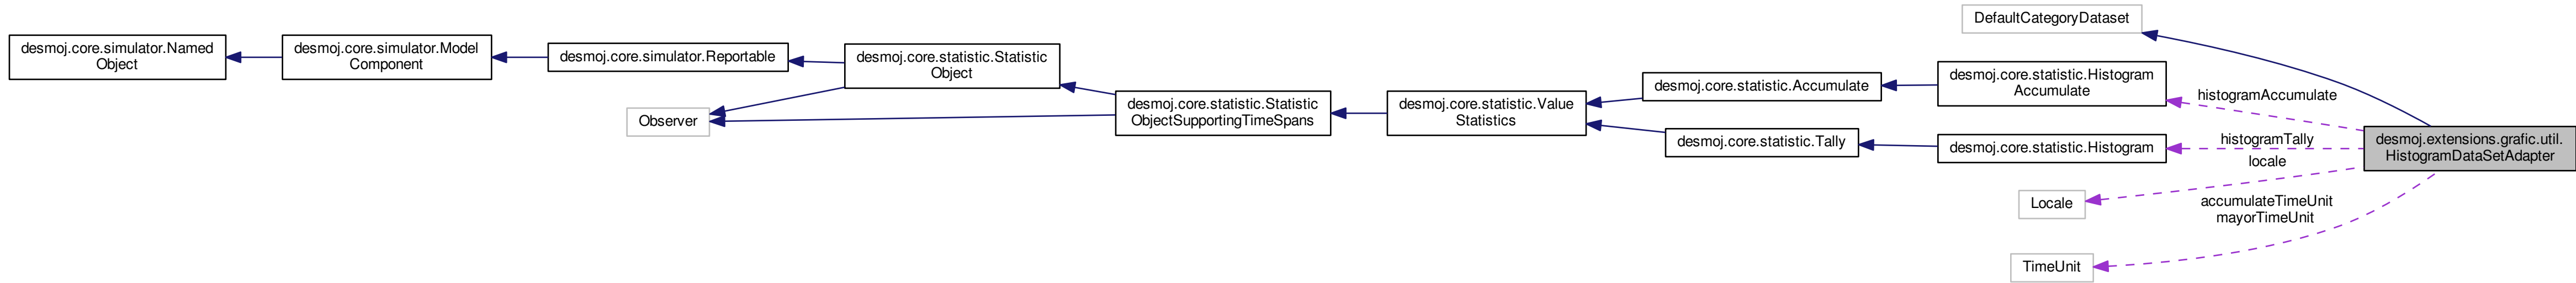 desmoj.core.simulator.Named
Object
desmoj.core.simulator.Model
Component
desmoj.core.simulator.Reportable
desmoj.core.statistic.Statistic
Object
Observer
desmoj.core.statistic.Statistic
ObjectSupportingTimeSpans
desmoj.core.statistic.Value
Statistics
desmoj.core.statistic.Accumulate
desmoj.core.statistic.Tally
DefaultCategoryDataset
desmoj.core.statistic.Histogram
Accumulate
desmoj.core.statistic.Histogram
Locale
TimeUnit
histogramAccumulate
histogramTally
locale
accumulateTimeUnit
mayorTimeUnit
desmoj.extensions.grafic.util.
HistogramDataSetAdapter